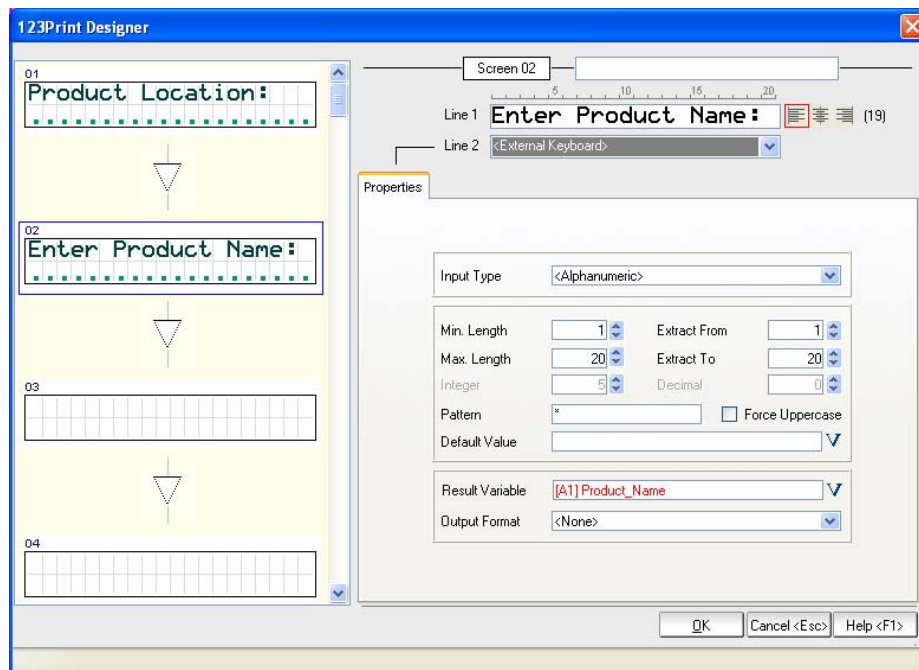 123Print Designer
01
Product Location:
02
Enter Product Name:
03
04
Screen 02
5 10 15 20
Line 1 Enter Product Name: (19)
Line 2 <External Keyboard>
Properties
Input Type <Alphanumeric>
Min. Length 1 Extract From 1
Max. Length 20 Extract To 20
Integer 5 Decimal 0
Pattern * Force Uppercase
Default Value V
Result Variable [A1] Product_Name V
Output Format <None>
OK Cancel <Esc> Help <F1>